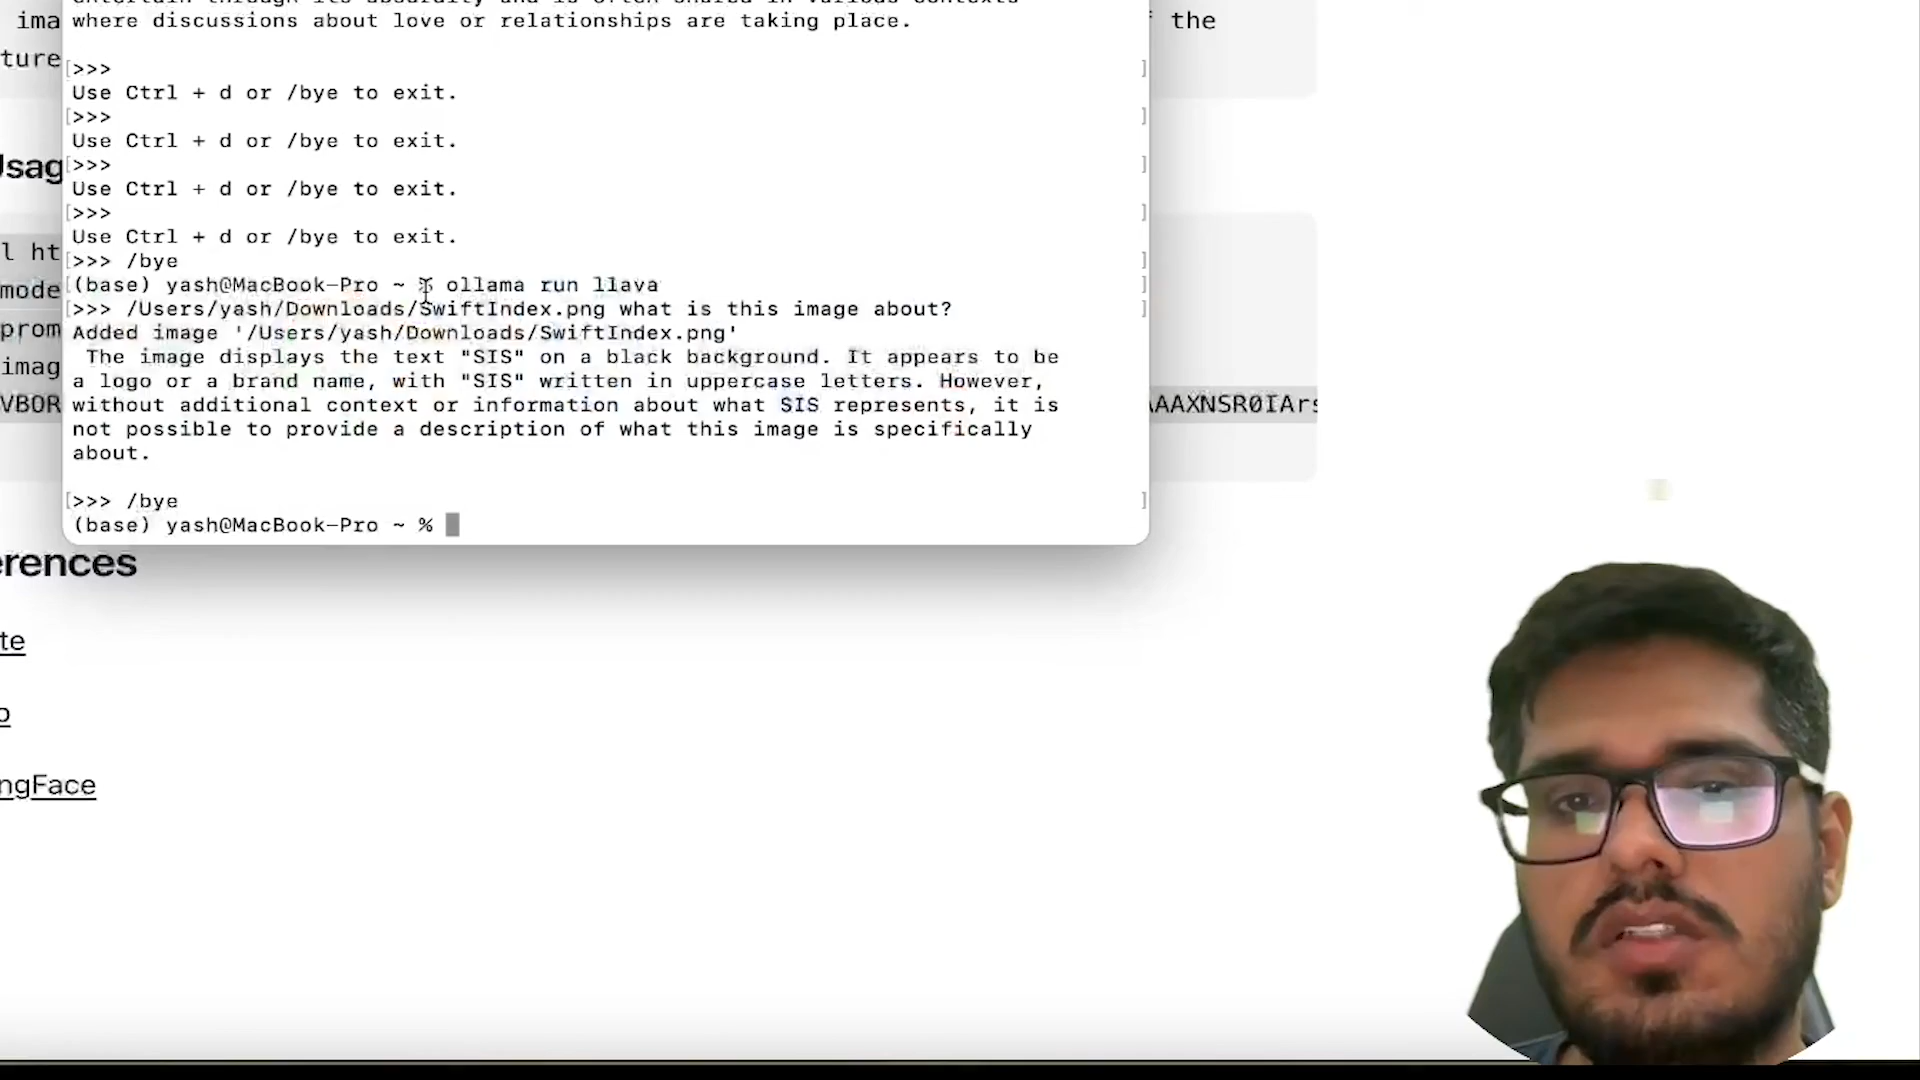 where discussions about love or relationships are taking place.
[>>> ]
Use Ctrl + d or /bye to exit.
[>>> ]
Use Ctrl + d or /bye to exit.
[>>> ]
Use Ctrl + d or /bye to exit.
[>>> ]
Use Ctrl + d or /bye to exit.
[>>> /bye ]
[(base) yash@MacBook-Pro ~ % ollama run llava ]
[>>> /Users/yash/Downloads/SwiftIndex.png what is this image about? ]
Added image '/Users/yash/Downloads/SwiftIndex.png'
The image displays the text "SIS" on a black background. It appears to be
a logo or a brand name, with "SIS" written in uppercase letters. However,
without additional context or information about what SIS represents, it is
not possible to provide a description of what this image is specifically
about.
[>>> /bye ]
(base) yash@MacBook-Pro ~ %
ima
the
ture
Usag
l ht
mode
prom
imag
VBOR
AAAXNSR0IArs
erences
te
o
ngFace